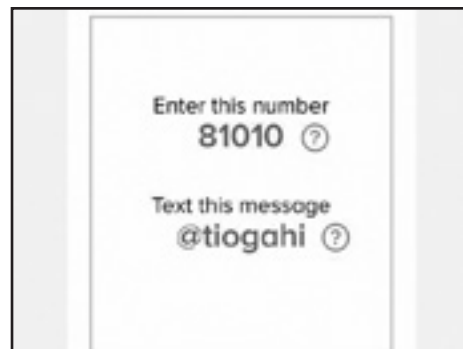 Enter this number
81010 ?
Text this message
@tiogahi ?